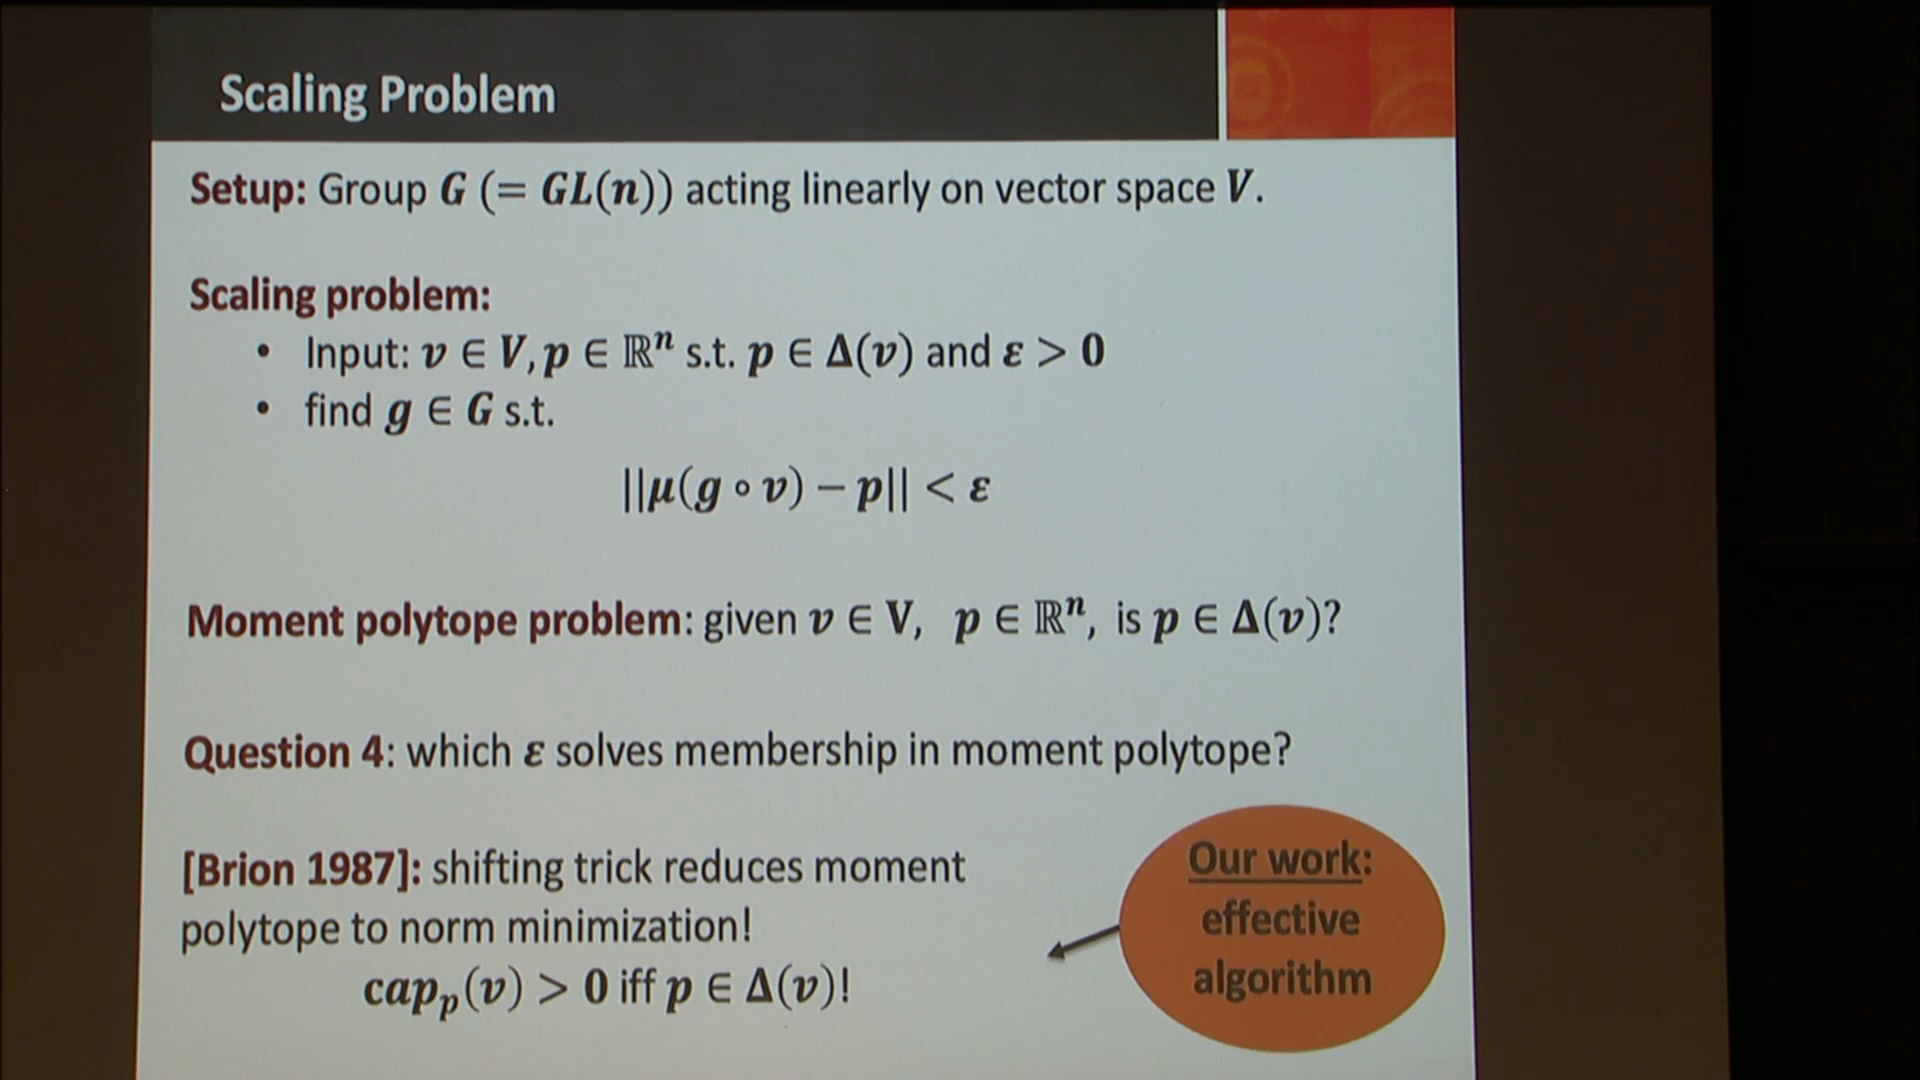 Scaling Problem
Setup: Group G (= GL(n)) acting linearly on vector space V.
Scaling problem:
• Input: v ∈ V, p ∈ ℝⁿ s.t. p ∈ Δ(v) and ε > 0
• find g ∈ G s.t.
||μ(g ∘ v) − p|| < ε
Moment polytope problem: given v ∈ V, p ∈ ℝⁿ, is p ∈ Δ(v)?
Question 4: which ε solves membership in moment polytope?
[Brion 1987]: shifting trick reduces moment
polytope to norm minimization!
capₚ(v) > 0 iff p ∈ Δ(v)!
Our work:
effective
algorithm